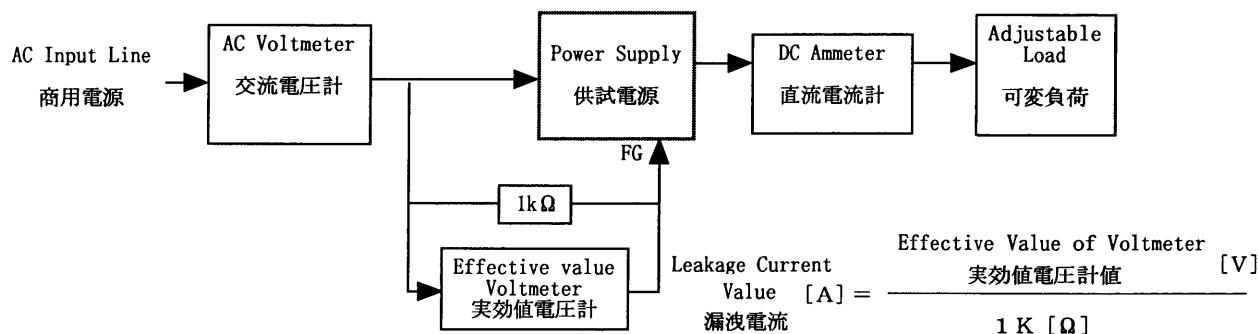 AC Input Line
商用電源
AC Voltmeter
交流電圧計
Power Supply
供試電源
DC Ammeter
直流電流計
Adjustable
Load
可変負荷
FG
1kΩ
Effective value
Voltmeter
実効値電圧計
Leakage Current
Value [A] =
漏洩電流
Effective Value of Voltmeter
実効値電圧計値 [V]
1 K [Ω]